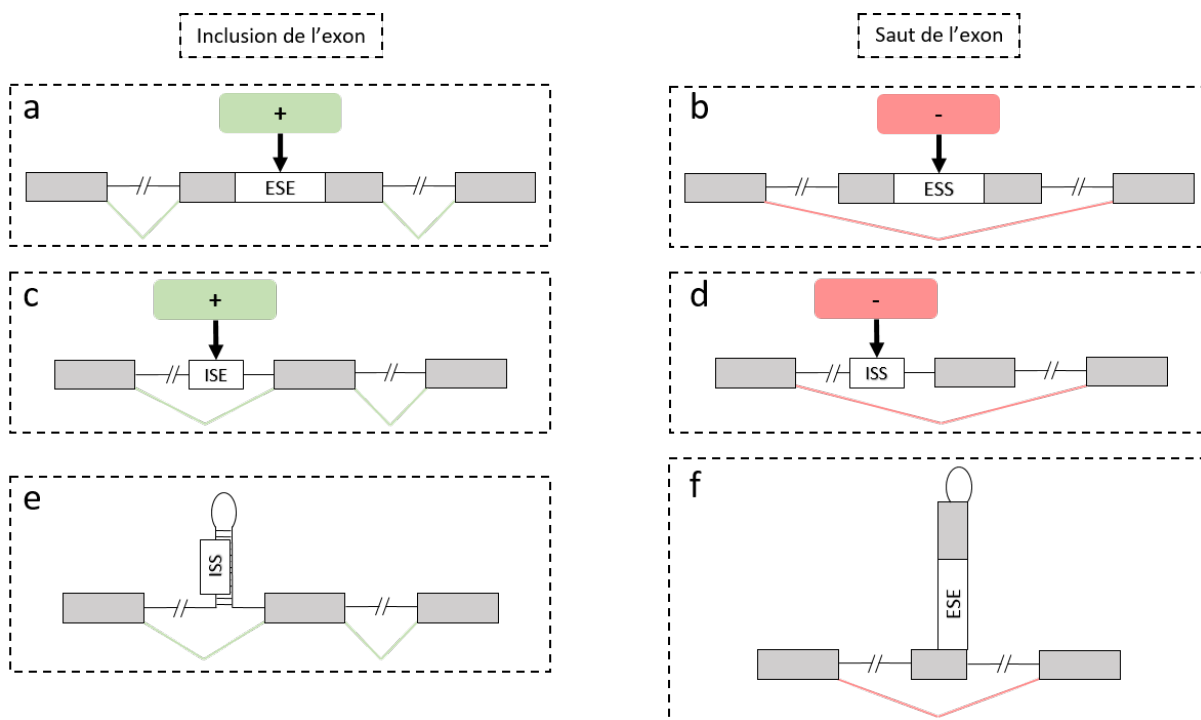 Inclusion de l'exon
Saut de l'exon
a
+
ESE
b
-
ESS
c
+
ISE
d
-
ISS
e
ISS
f
ESE